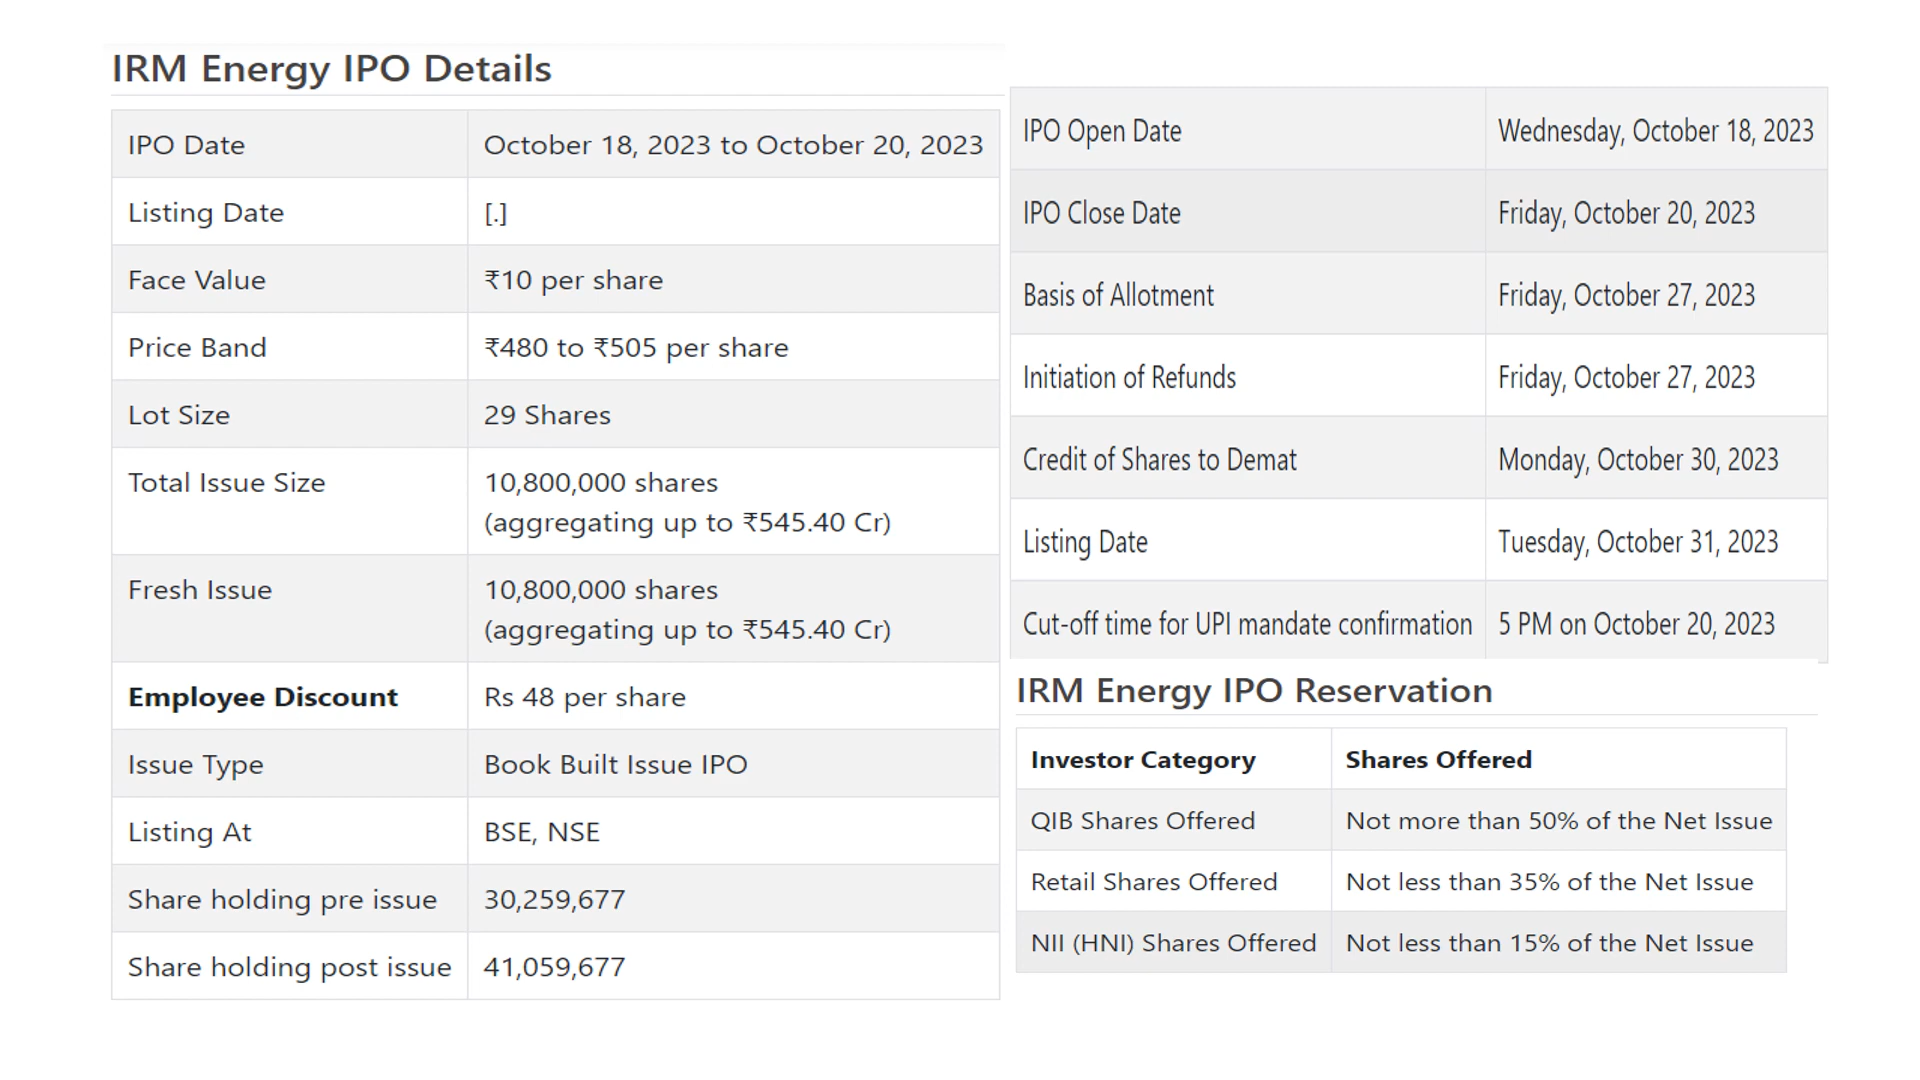 IRM Energy IPO Details
IPO Date October 18, 2023 to October 20, 2023
Listing Date [.]
Face Value ₹10 per share
Price Band ₹480 to ₹505 per share
Lot Size 29 Shares
Total Issue Size 10,800,000 shares
(aggregating up to ₹545.40 Cr)
Fresh Issue 10,800,000 shares
(aggregating up to ₹545.40 Cr)
Employee Discount Rs 48 per share
Issue Type Book Built Issue IPO
Listing At BSE, NSE
Share holding pre issue 30,259,677
Share holding post issue 41,059,677
IPO Open Date Wednesday, October 18, 2023
IPO Close Date Friday, October 20, 2023
Basis of Allotment Friday, October 27, 2023
Initiation of Refunds Friday, October 27, 2023
Credit of Shares to Demat Monday, October 30, 2023
Listing Date Tuesday, October 31, 2023
Cut-off time for UPI mandate confirmation 5 PM on October 20, 2023
IRM Energy IPO Reservation
Investor Category Shares Offered
QIB Shares Offered Not more than 50% of the Net Issue
Retail Shares Offered Not less than 35% of the Net Issue
NII (HNI) Shares Offered Not less than 15% of the Net Issue